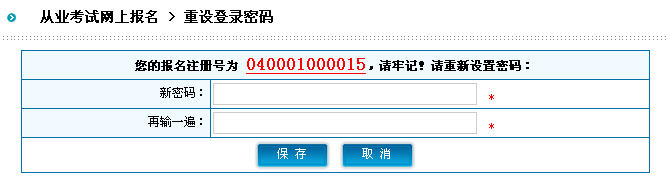 从业考试网上报名 > 重设登录密码
您的报名注册号为 040001000015，请牢记！请重新设置密码：
新密码： *
再输一遍： *
保 存 取 消